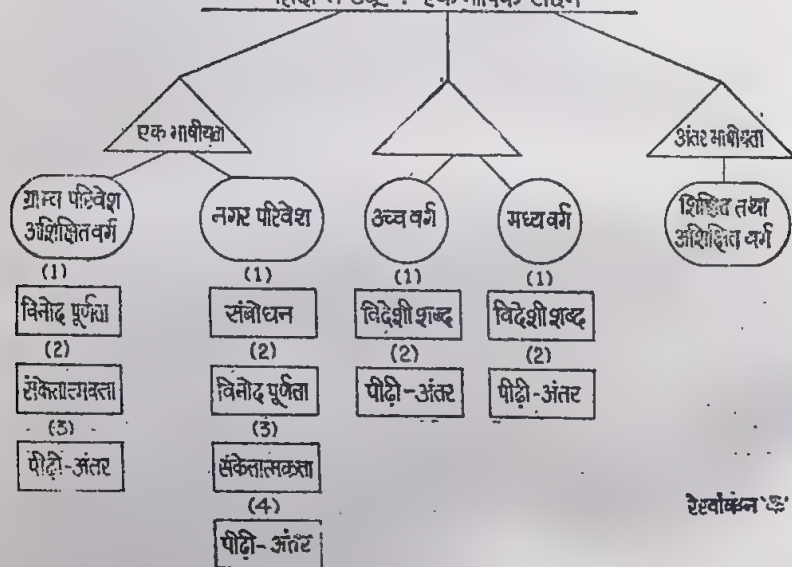 एक भाषीयता
अंतर भाषीयता
ग्राम्य परिवेश
अशिक्षित वर्ग
नगर परिवेश
उच्च वर्ग
मध्य वर्ग
शिक्षित तथा
अशिक्षित वर्ग
(1)
(1)
(1)
(1)
विनोद पूर्णता
संबोधन
विदेशी शब्द
विदेशी शब्द
(2)
(2)
(2)
(2)
संकेतात्मकता
विनोद पूर्णता
पीढ़ी-अंतर
पीढ़ी-अंतर
(3)
(3)
पीढ़ी-अंतर
संकेतात्मकता
(4)
पीढ़ी-अंतर
रेखांकन